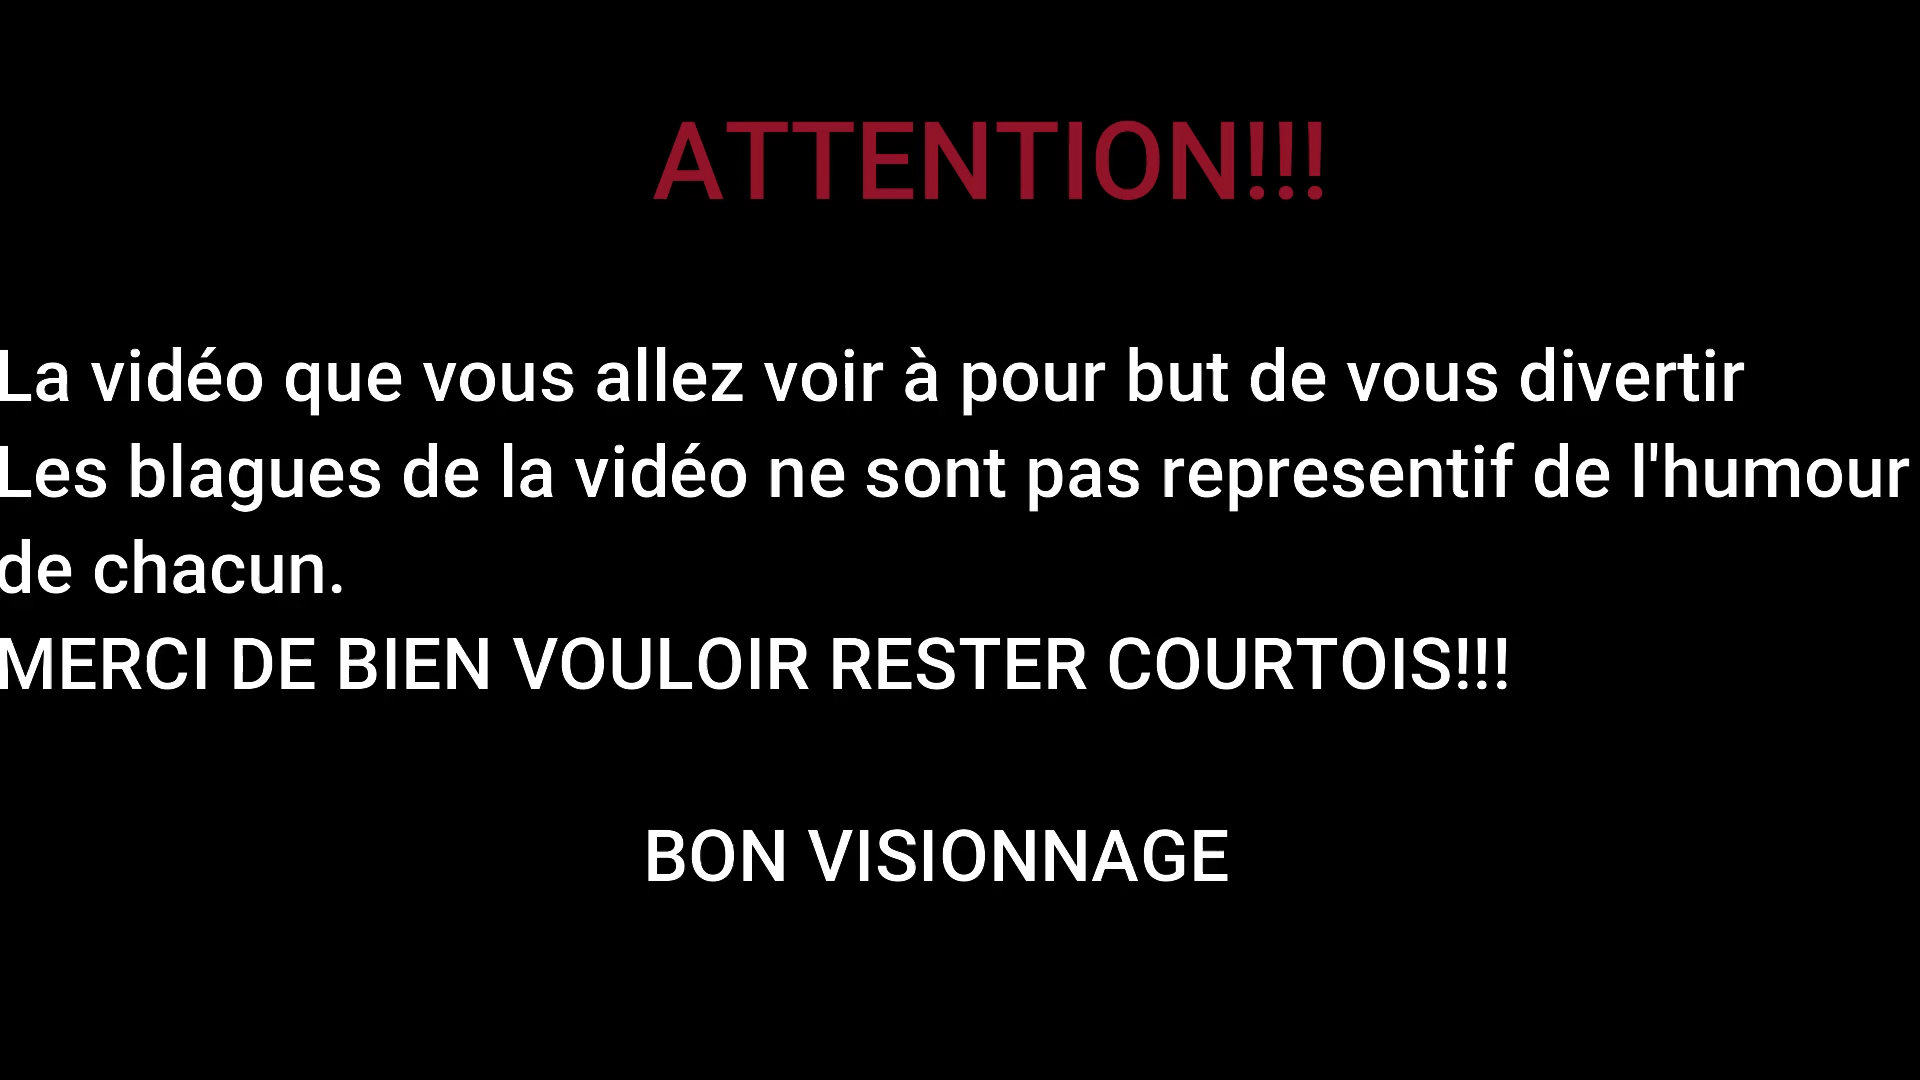 ATTENTION!!!
La vidéo que vous allez voir à pour but de vous divertir
Les blagues de la vidéo ne sont pas representif de l'humour
de chacun.
MERCI DE BIEN VOULOIR RESTER COURTOIS!!!
BON VISIONNAGE